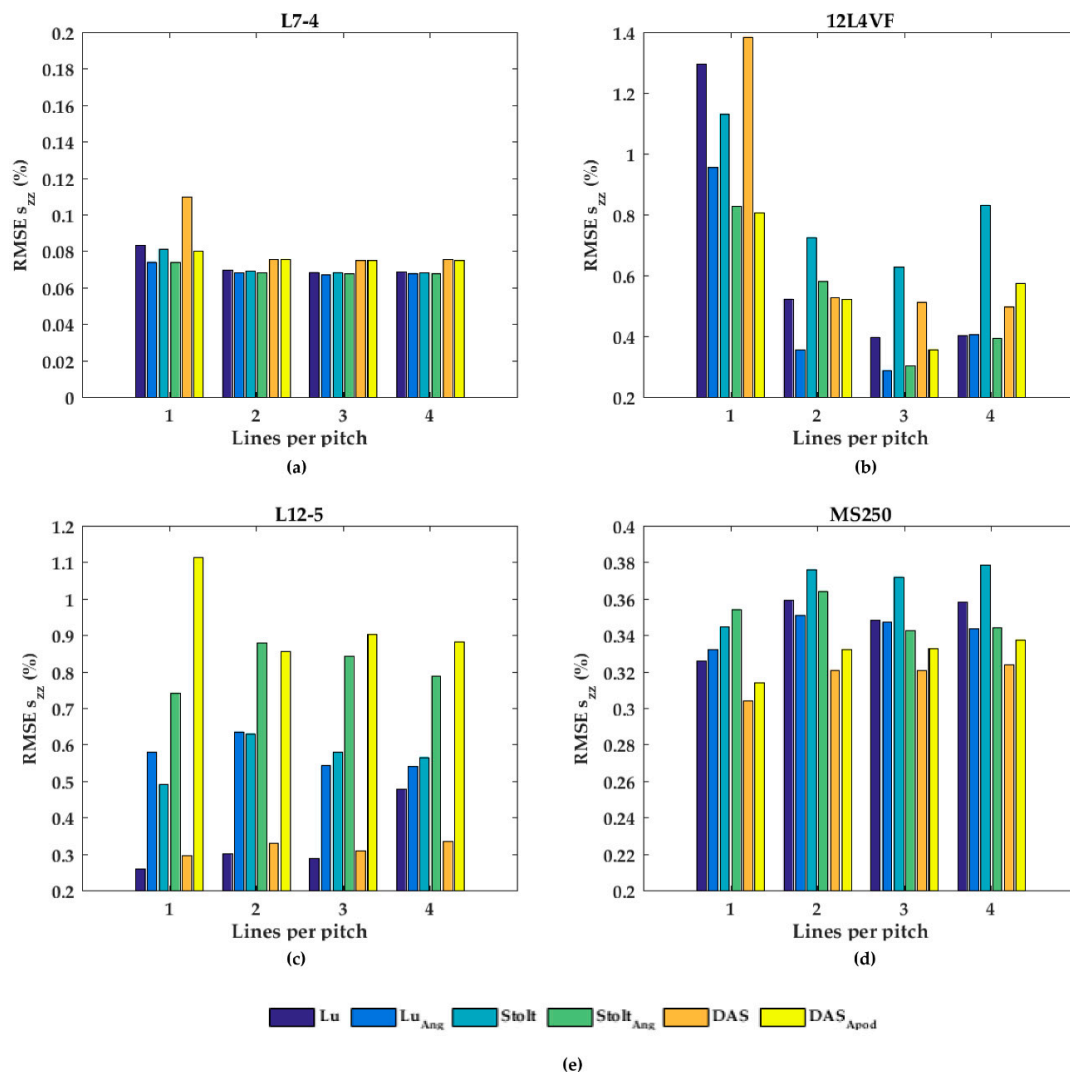 L7-4
RMSE s_zz (%)
0.2
0.18
0.16
0.14
0.12
0.1
0.08
0.06
0.04
0.02
0
1 2 3 4
Lines per pitch
(a)
12L4VF
RMSE s_zz (%)
1.4
1.2
1
0.8
0.6
0.4
0.2
1 2 3 4
Lines per pitch
(b)
L12-5
RMSE s_zz (%)
1.2
1.1
1
0.9
0.8
0.7
0.6
0.5
0.4
0.3
0.2
1 2 3 4
Lines per pitch
(c)
MS250
RMSE s_zz (%)
0.4
0.38
0.36
0.34
0.32
0.3
0.28
0.26
0.24
0.22
0.2
1 2 3 4
Lines per pitch
(d)
Lu Lu_Ang Stolt Stolt_Ang DAS DAS_Apod
(e)